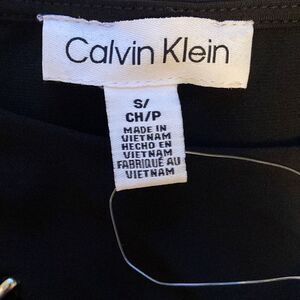 Calvin Klein
S/
CH/P
MADE IN
VIETNAM
HECHO EN
VIETNAM
FABRIQUÉ AU
VIETNAM